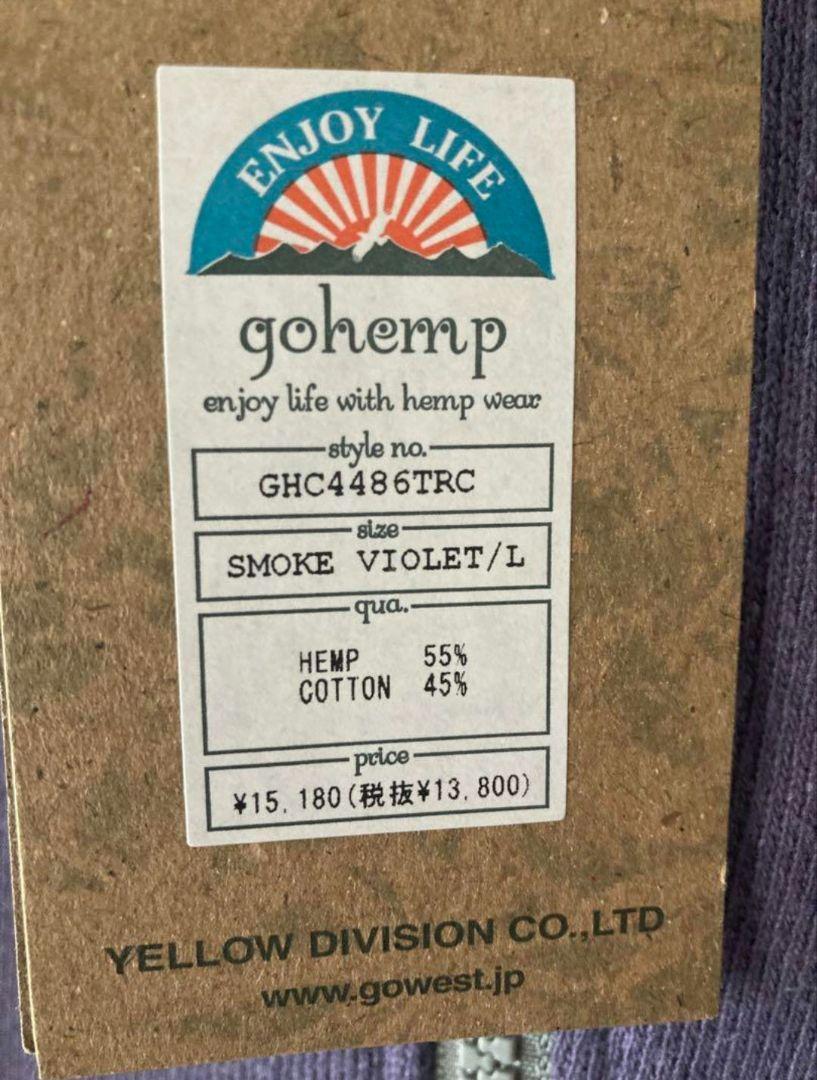 ENJOY LIFE
gohemp
enjoy life with hemp wear
style no.
GHC4486TRC
size
SMOKE VIOLET/L
qua.
HEMP 55%
COTTON 45%
price
¥15,180(税抜¥13,800)
YELLOW DIVISION CO.,LTD
www.gowest.jp